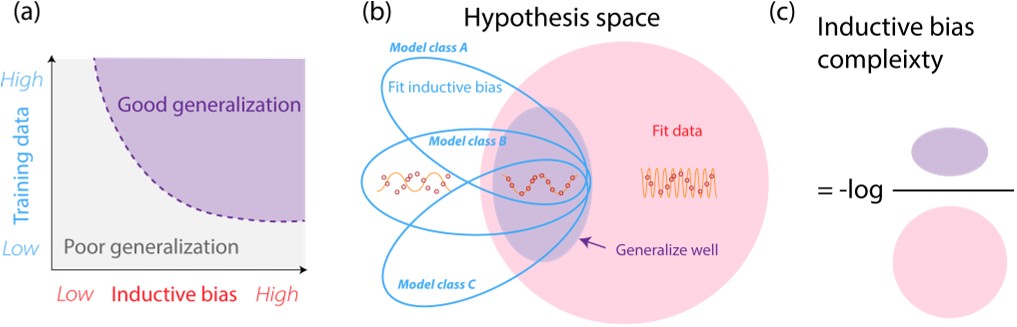 (a)
High
Training data
Low
Good generalization
Poor generalization
Low Inductive bias High
(b)
Hypothesis space
Model class A
Fit inductive bias
Model class B
Fit data
Generalize well
Model class C
(c)
Inductive bias
compleixty
= -log